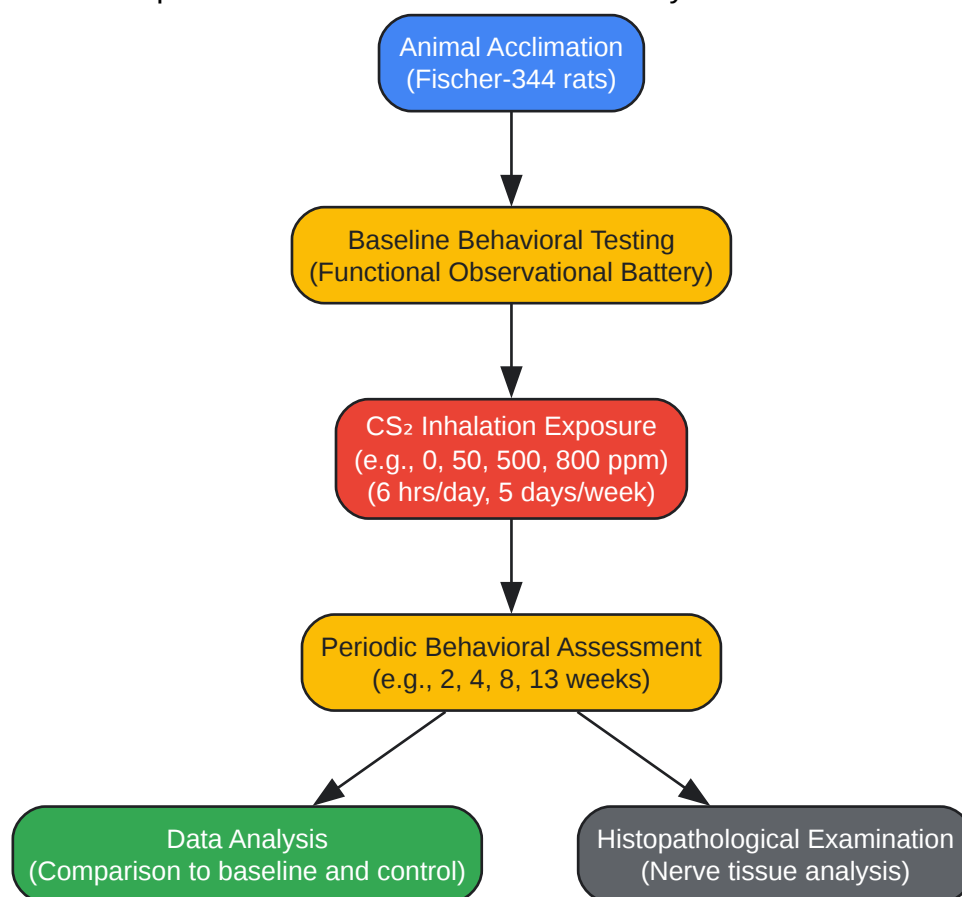 Animal Acclimation
(Fischer-344 rats)
Baseline Behavioral Testing
(Functional Observational Battery)
CS₂ Inhalation Exposure
(e.g., 0, 50, 500, 800 ppm)
(6 hrs/day, 5 days/week)
Periodic Behavioral Assessment
(e.g., 2, 4, 8, 13 weeks)
Data Analysis
(Comparison to baseline and control)
Histopathological Examination
(Nerve tissue analysis)